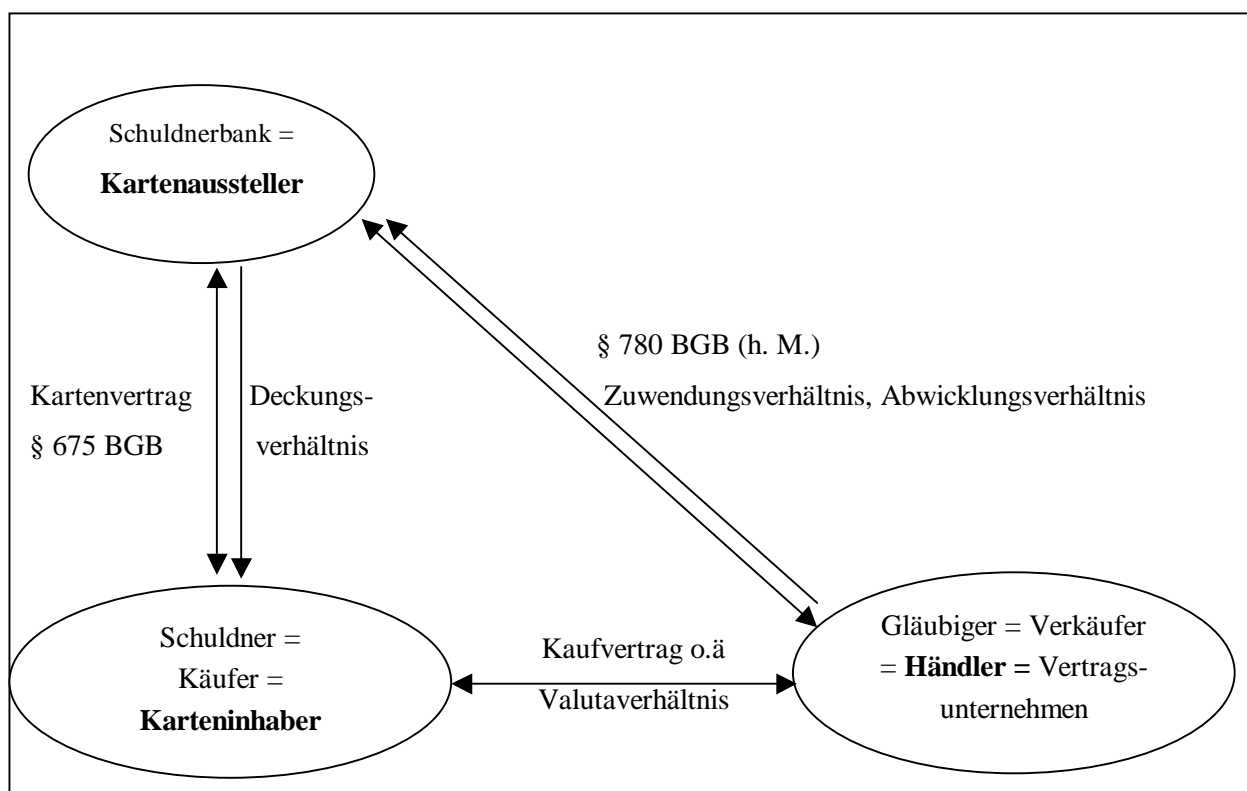 Schuldnerbank =
Kartenaussteller
§ 780 BGB (h. M.)
Zuwendungsverhältnis, Abwicklungsverhältnis
Kartenvertrag
§ 675 BGB
Deckungs-
verhältnis
Schuldner =
Käufer =
Karteninhaber
Kaufvertrag o.ä
Valutaverhältnis
Gläubiger = Verkäufer
= Händler = Vertrags-
unternehmen